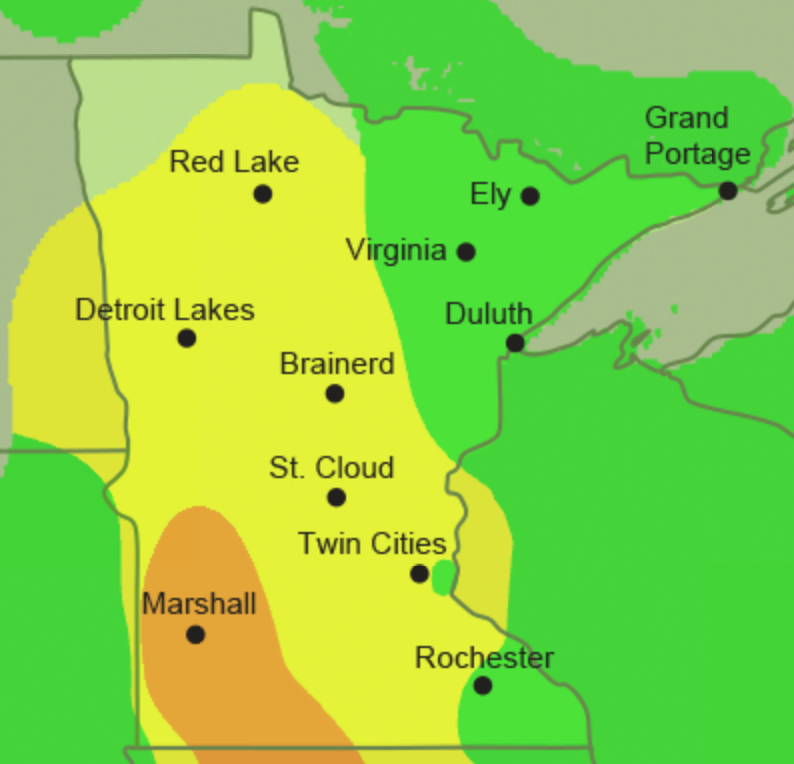 Grand
Portage
Red Lake
Ely
Virginia
Detroit Lakes
Duluth
Brainerd
St. Cloud
Twin Cities
Marshall
Rochester